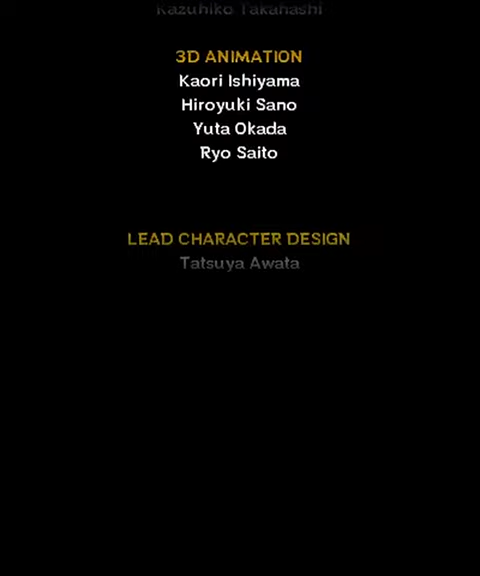 Kazuhiko Takahashi
3D ANIMATION
Kaori Ishiyama
Hiroyuki Sano
Yuta Okada
Ryo Saito
LEAD CHARACTER DESIGN
Tatsuya Awata